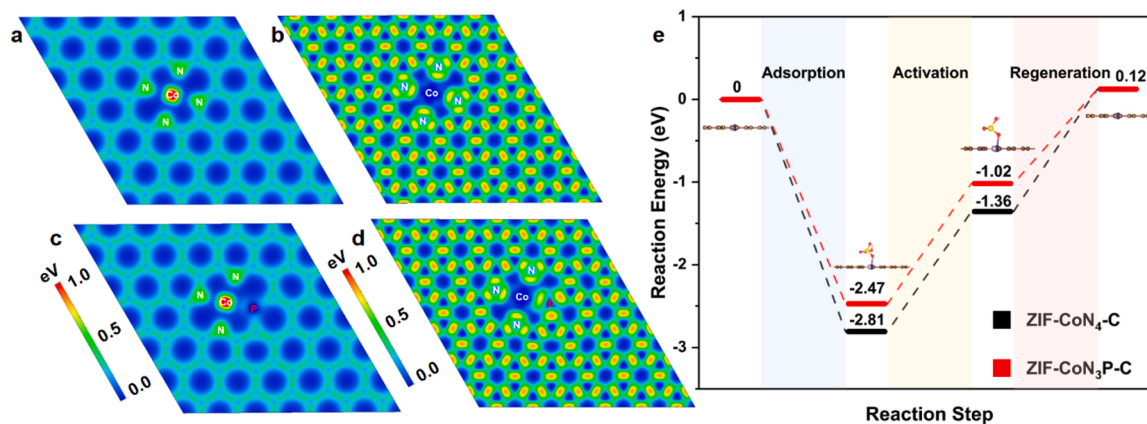 a
N
N
Co
N
N
b
N
N
Co
N
N
c
eV
1.0
0.5
0.0
N
N
Co
P
N
d
eV
1.0
0.5
0.0
N
N
Co
P
N
e
Reaction Energy (eV)
1
0
-1
-2
-3
Adsorption
Activation
Regeneration
0
0.12
-1.02
-1.36
-2.47
-2.81
ZIF-CoN₄-C
ZIF-CoN₃P-C
Reaction Step